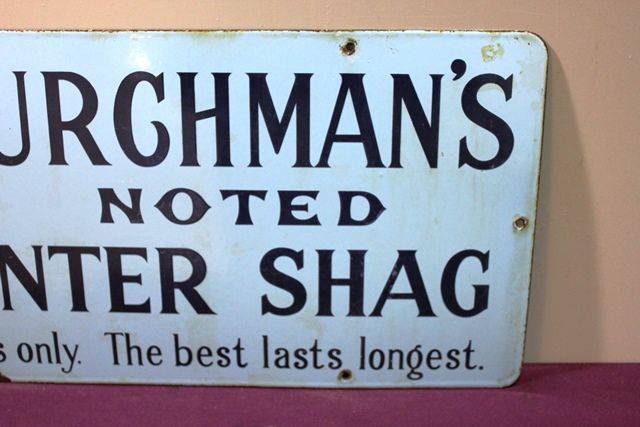 URCHMAN'S
NOTED
NTER SHAG
s only. The best lasts longest.